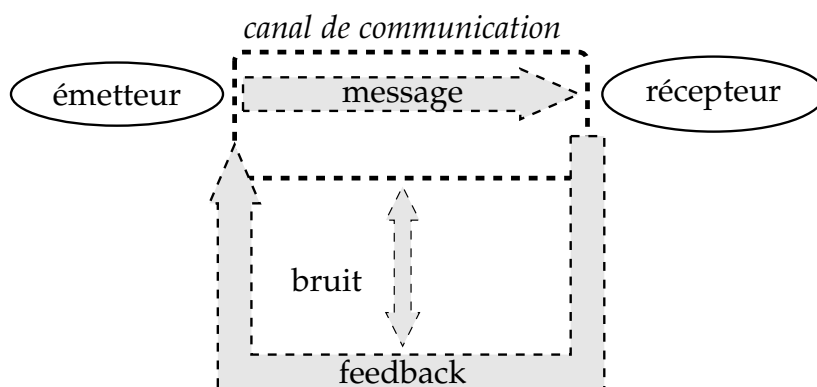 canal de communication
émetteur
message
récepteur
bruit
feedback